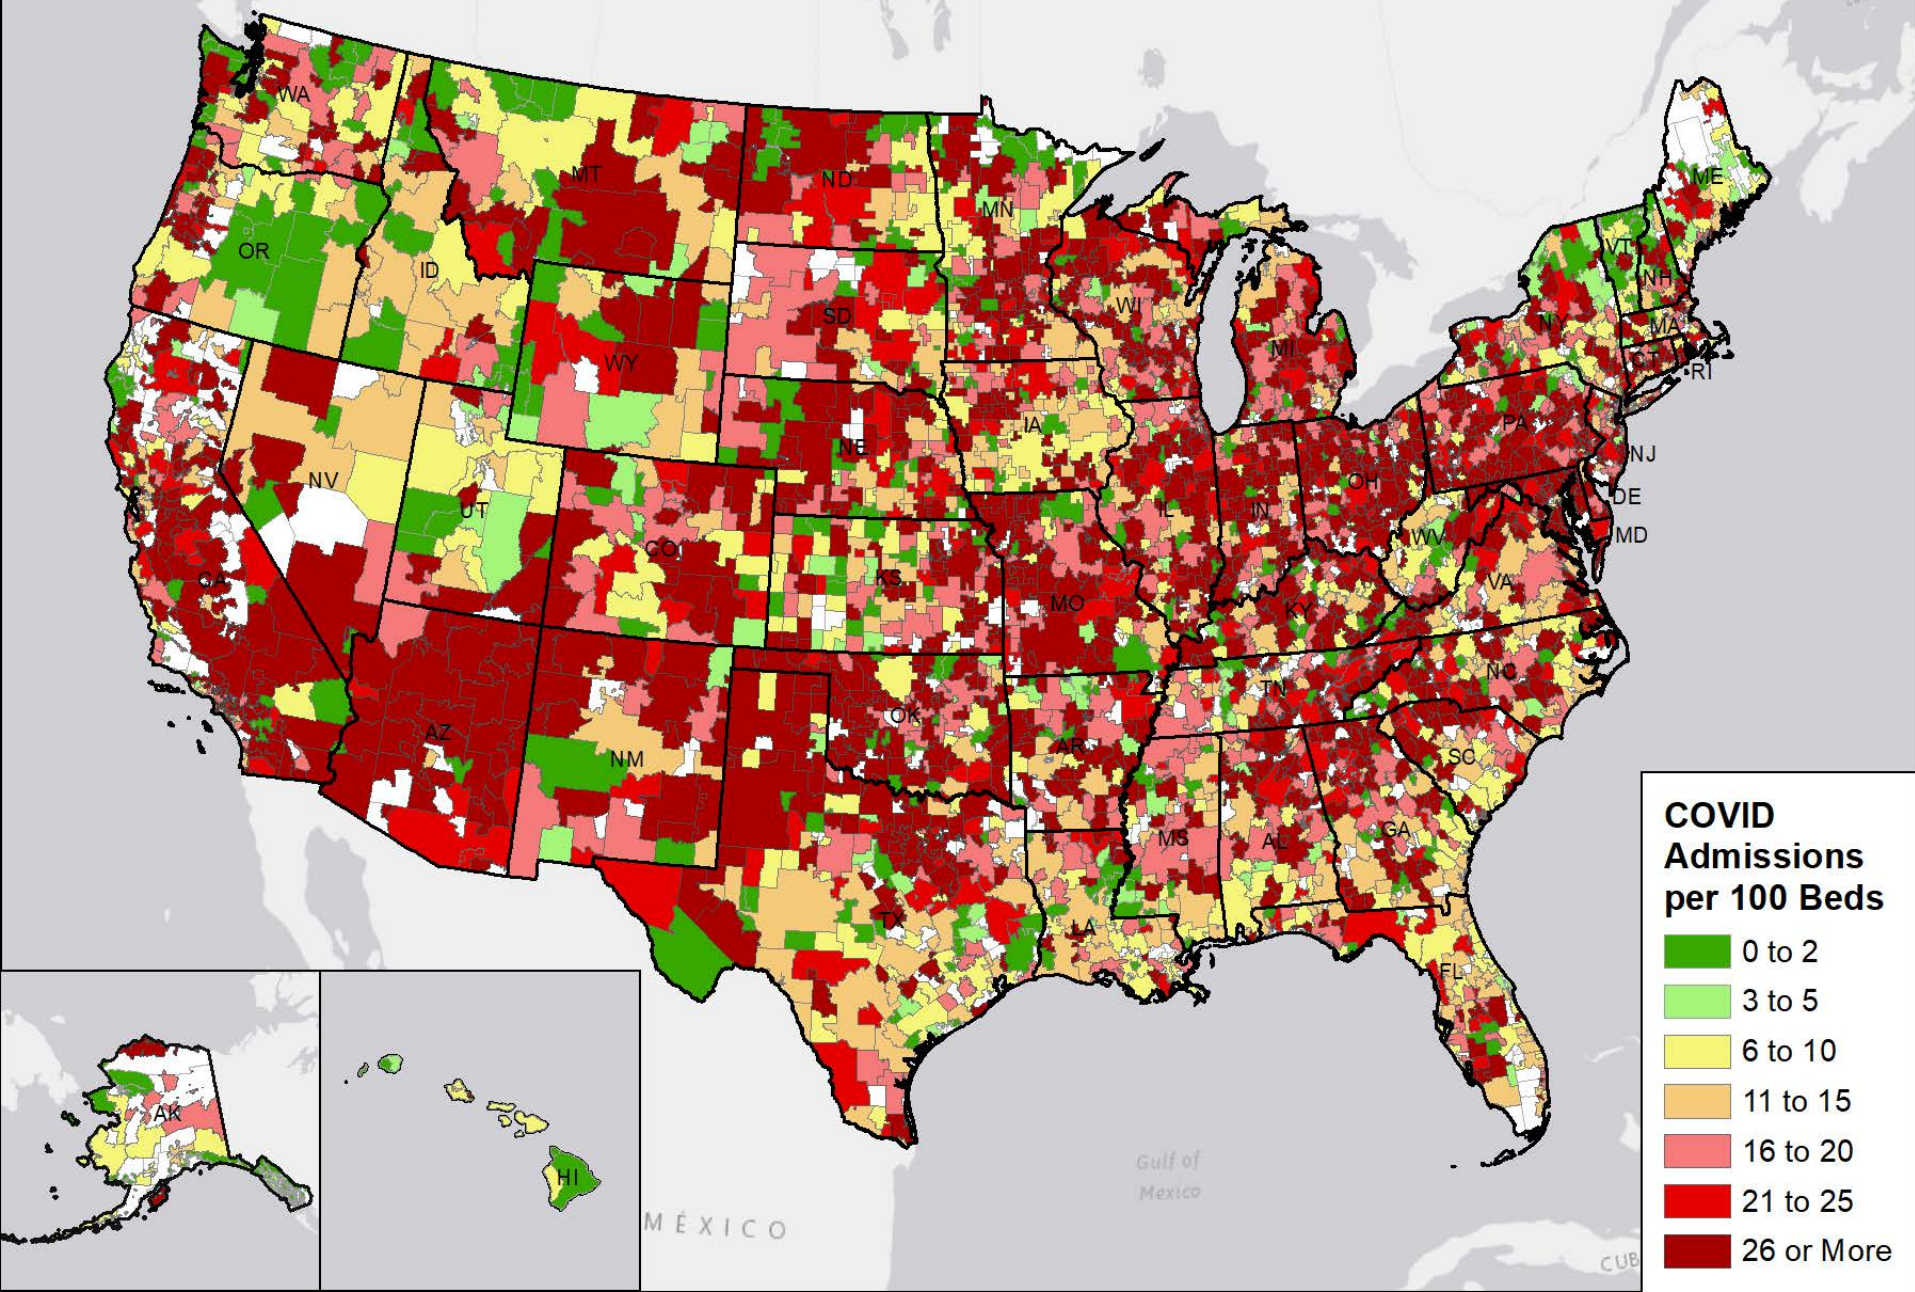 WA
MT
ND
MN
ME
OR
ID
SD
WI
VT
NH
NY
MA
CT
RI
WY
MI
IA
NE
PA
NJ
NV
UT
CO
IL
IN
OH
DE
MD
WV
CA
KS
MO
KY
VA
AZ
NM
OK
AR
TN
NC
SC
MS
AL
GA
TX
LA
FL
AK
HI
Gulf of
Mexico
MÉXICO
CUB
COVID
Admissions
per 100 Beds
0 to 2
3 to 5
6 to 10
11 to 15
16 to 20
21 to 25
26 or More